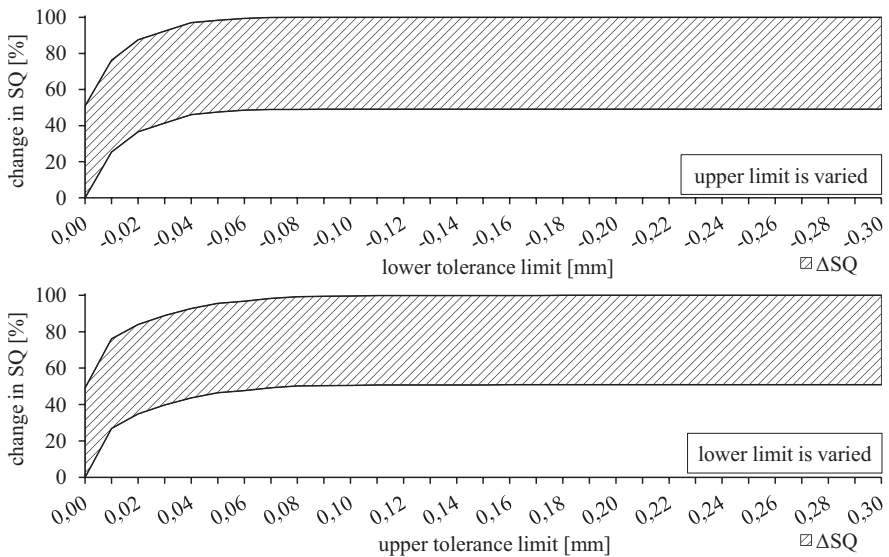 change in SQ [%]
100
80
60
40
20
0
upper limit is varied
0,00 -0,02 -0,04 -0,06 -0,08 -0,10 -0,12 -0,14 -0,16 -0,18 -0,20 -0,22 -0,24 -0,26 -0,28 -0,30
lower tolerance limit [mm]
ΔSQ
change in SQ [%]
100
80
60
40
20
0
lower limit is varied
0,00 0,02 0,04 0,06 0,08 0,10 0,12 0,14 0,16 0,18 0,20 0,22 0,24 0,26 0,28 0,30
upper tolerance limit [mm]
ΔSQ